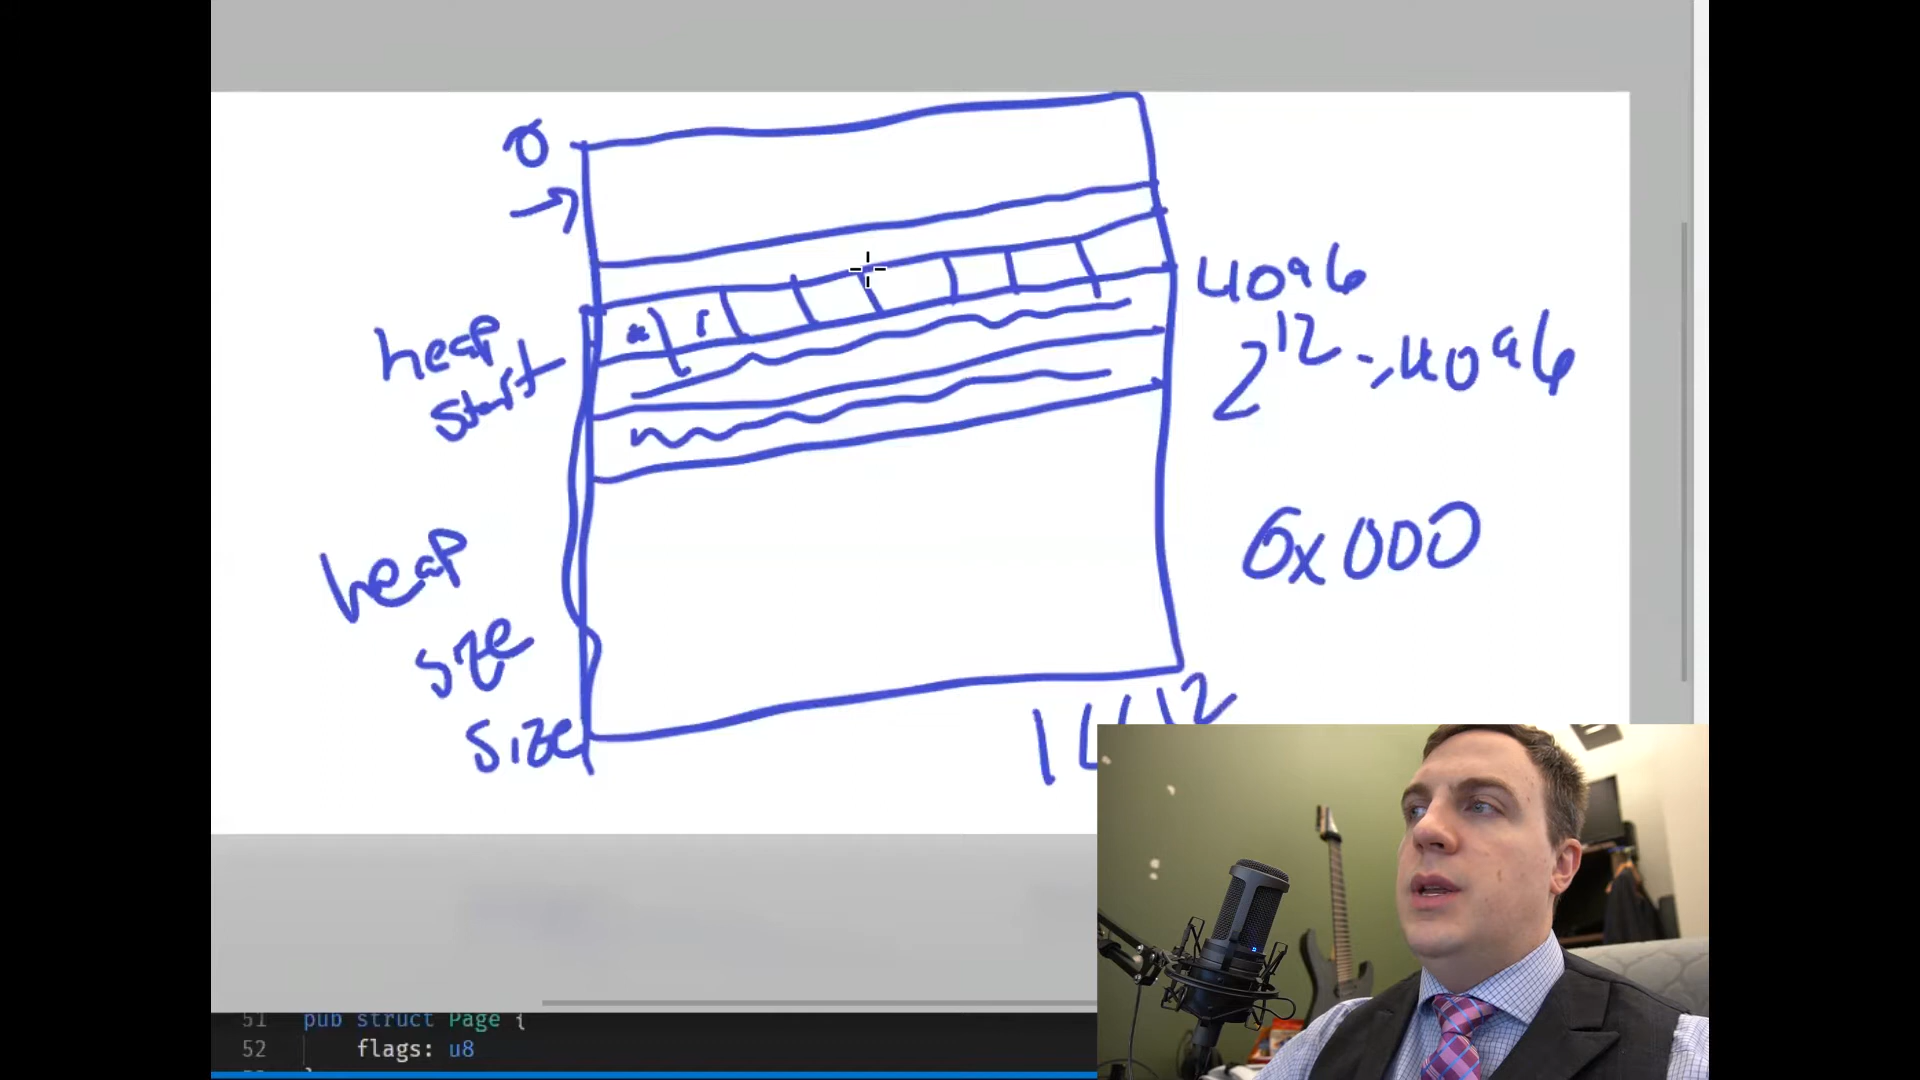 0
4096
heap
start
2^12 = 4096
heap
size
0x000
size
51 pub struct Page {
52 flags: u8